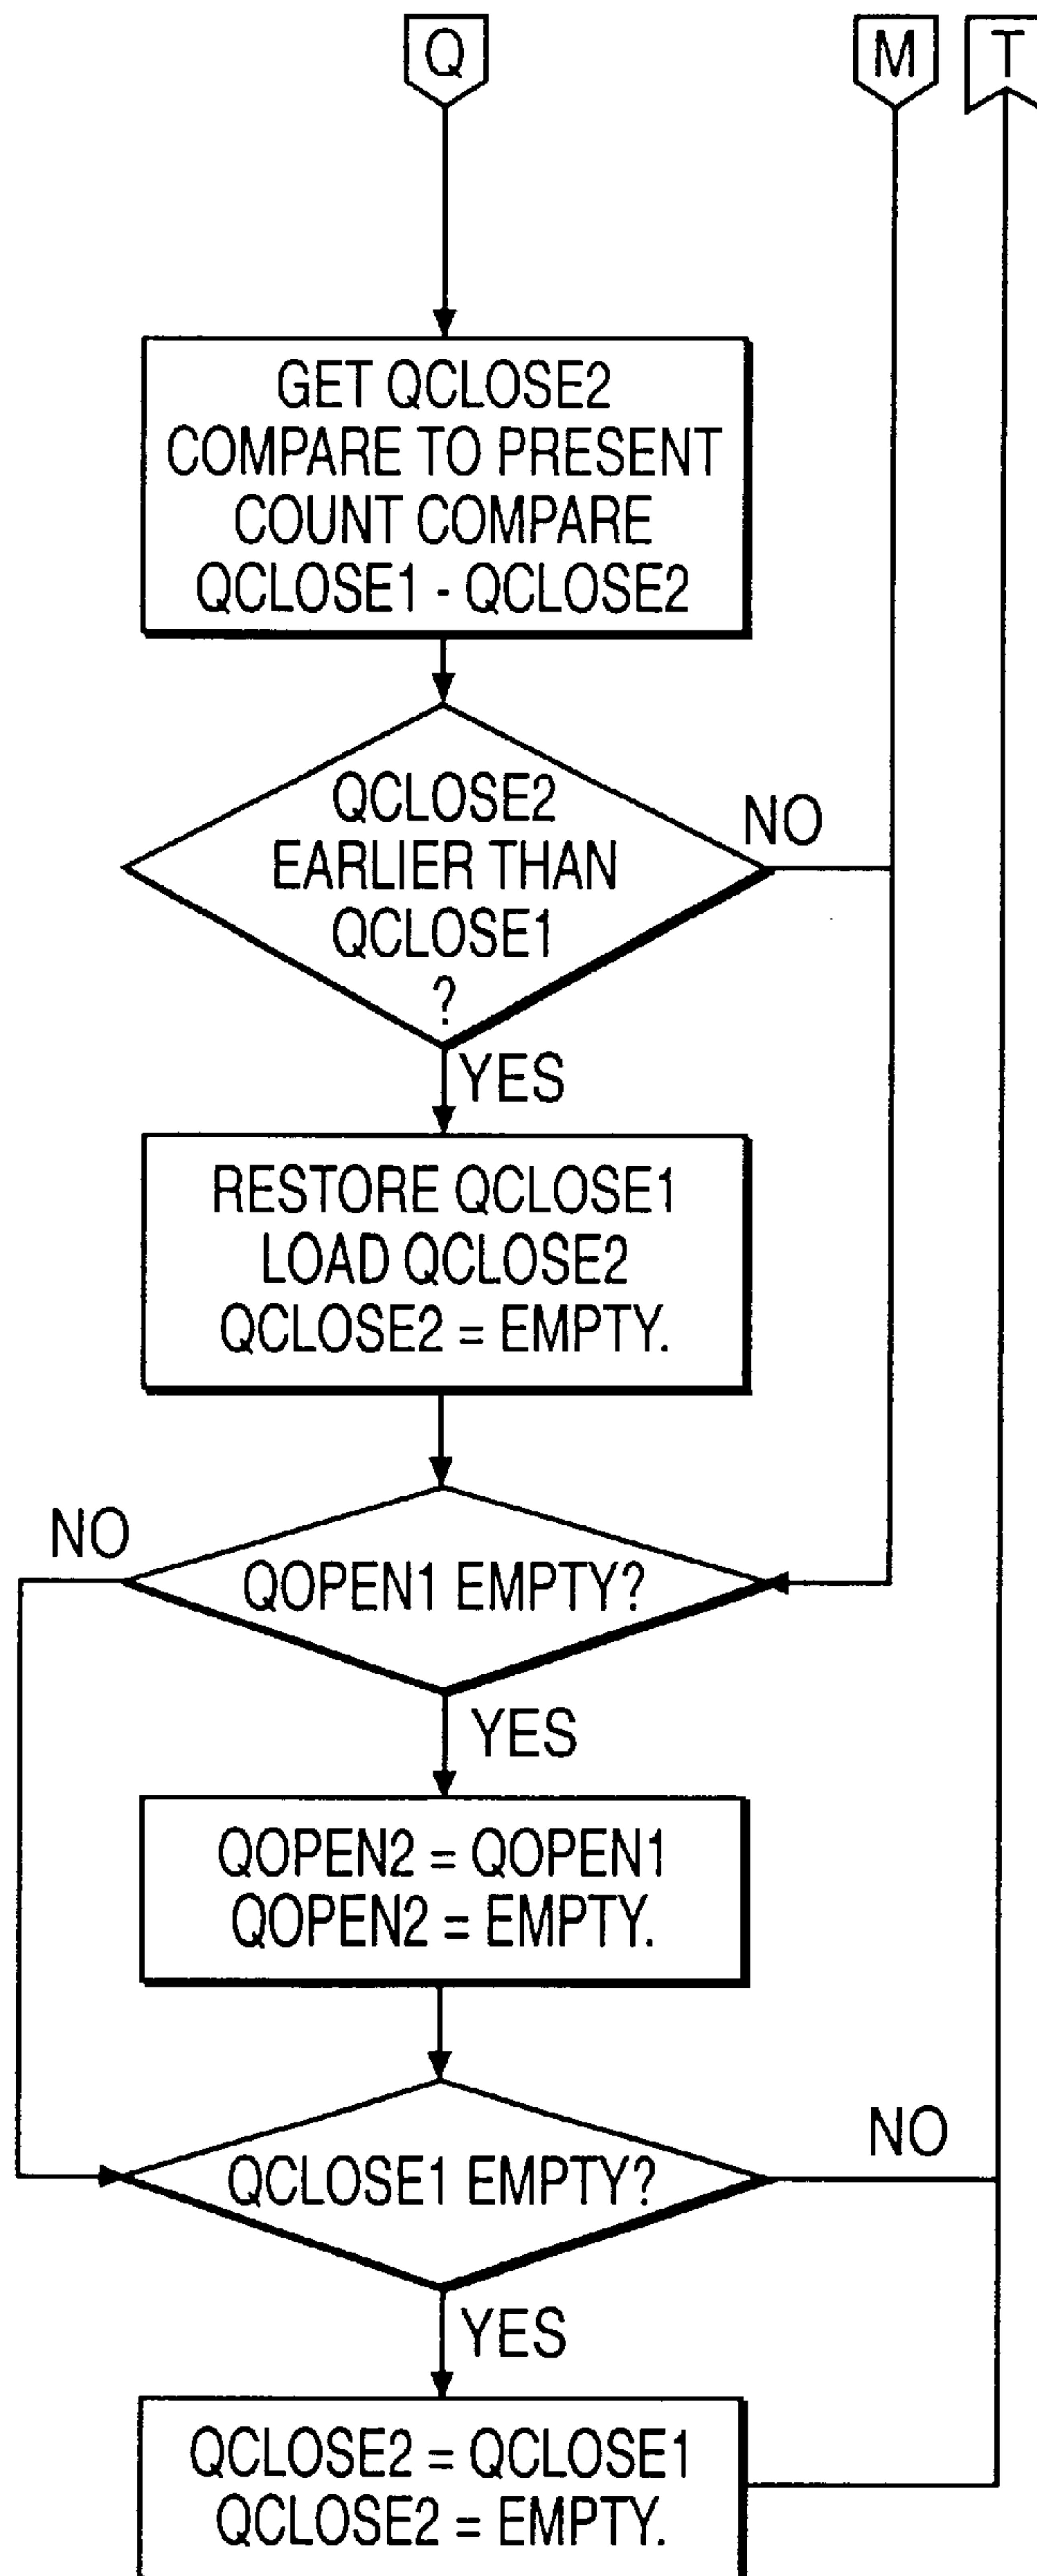 Q
M
T
GET QCLOSE2
COMPARE TO PRESENT
COUNT COMPARE
QCLOSE1 - QCLOSE2
QCLOSE2
EARLIER THAN
QCLOSE1
?
NO
YES
RESTORE QCLOSE1
LOAD QCLOSE2
QCLOSE2 = EMPTY.
NO
QOPEN1 EMPTY?
YES
QOPEN2 = QOPEN1
QOPEN2 = EMPTY.
NO
QCLOSE1 EMPTY?
YES
QCLOSE2 = QCLOSE1
QCLOSE2 = EMPTY.